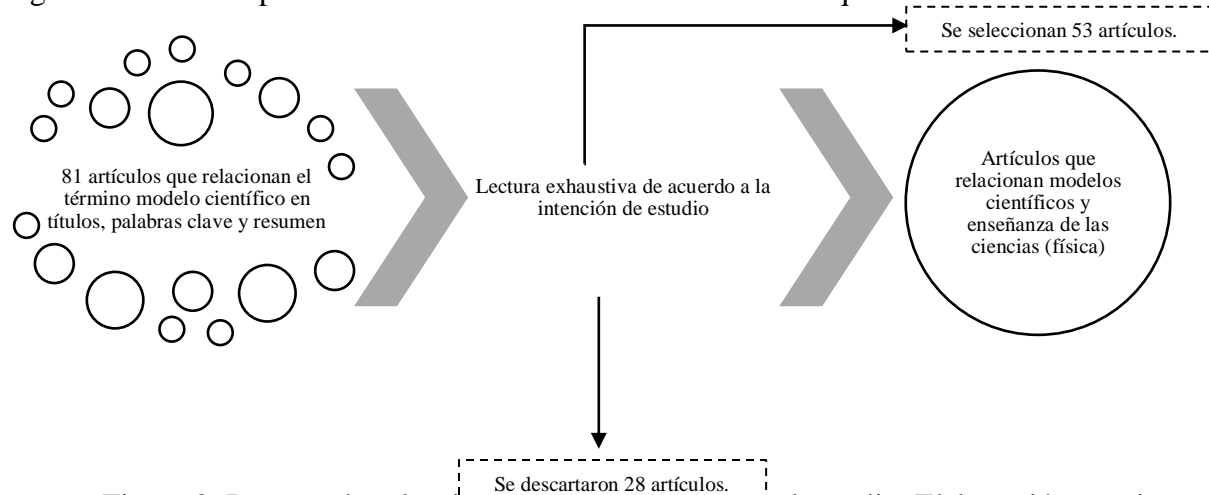 Se seleccionan 53 artículos.
81 artículos que relacionan el
término modelo científico en
títulos, palabras clave y resumen
Lectura exhaustiva de acuerdo a la
intención de estudio
Artículos que
relacionan modelos
científicos y
enseñanza de las
ciencias (física)
Se descartaron 28 artículos.